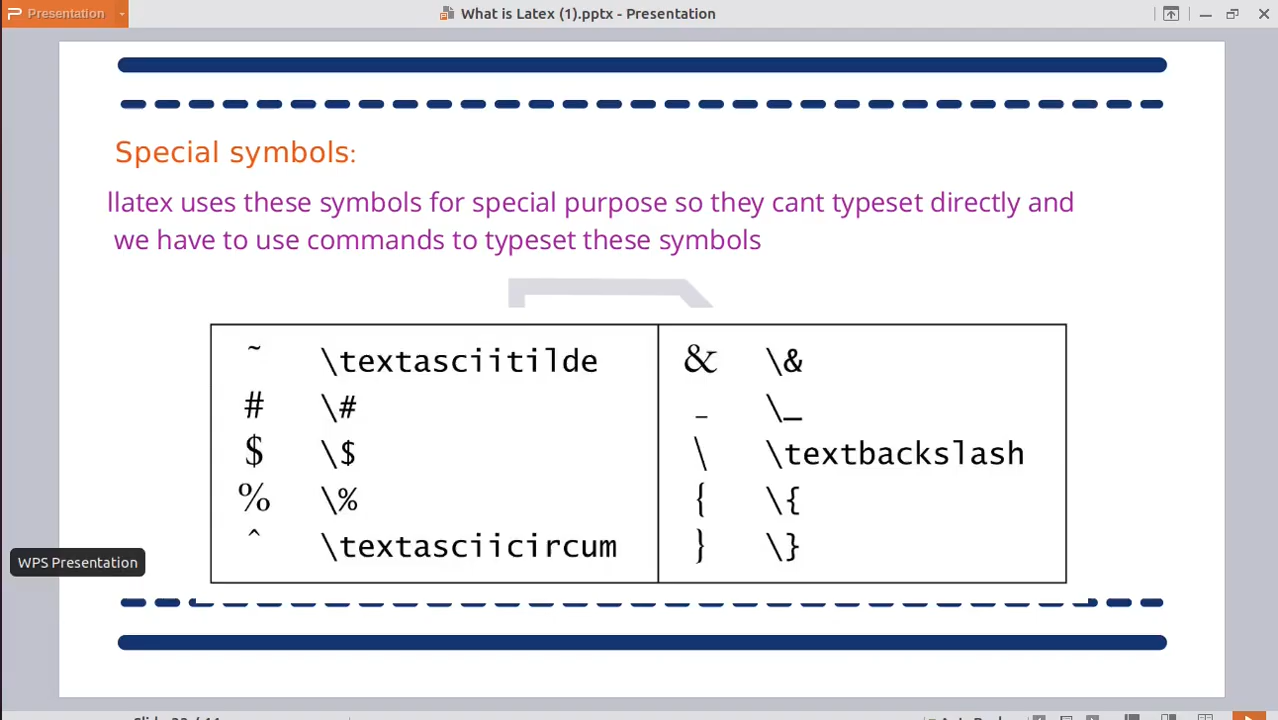 Presentation
What is Latex (1).pptx - Presentation
Special symbols:
llatex uses these symbols for special purpose so they cant typeset directly and
we have to use commands to typeset these symbols
~ \textasciitilde & \&
# \# _ \_
$ \$ \ \textbackslash
% \% { \{
^ \textasciicircum } \}
WPS Presentation